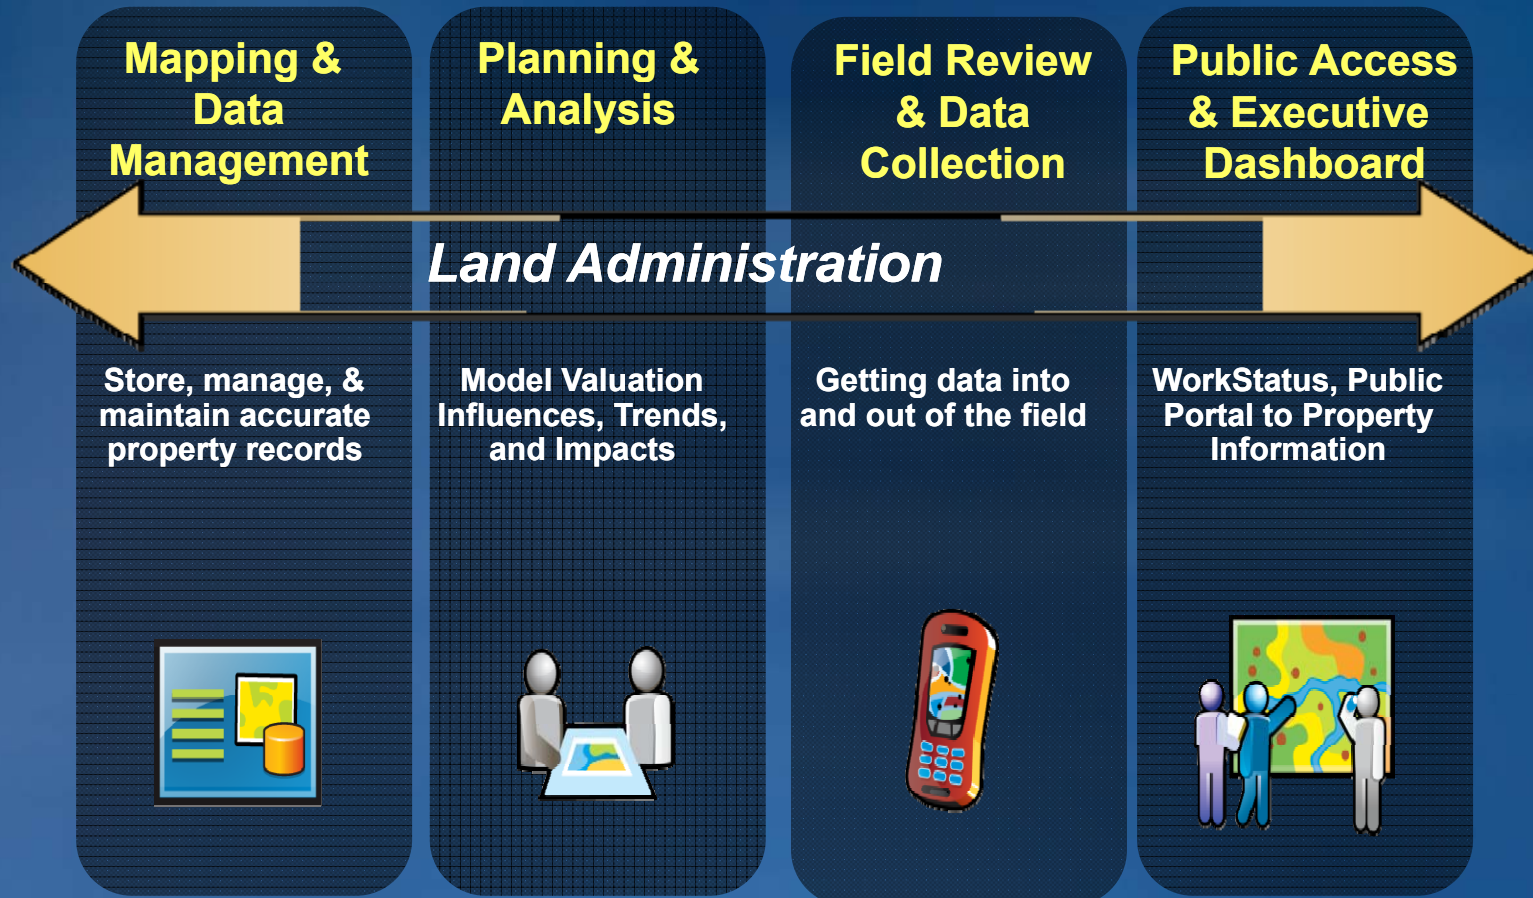 Mapping &
Data
Management
Planning &
Analysis
Field Review
& Data
Collection
Public Access
& Executive
Dashboard
Land Administration
Store, manage, &
maintain accurate
property records
Model Valuation
Influences, Trends,
and Impacts
Getting data into
and out of the field
WorkStatus, Public
Portal to Property
Information